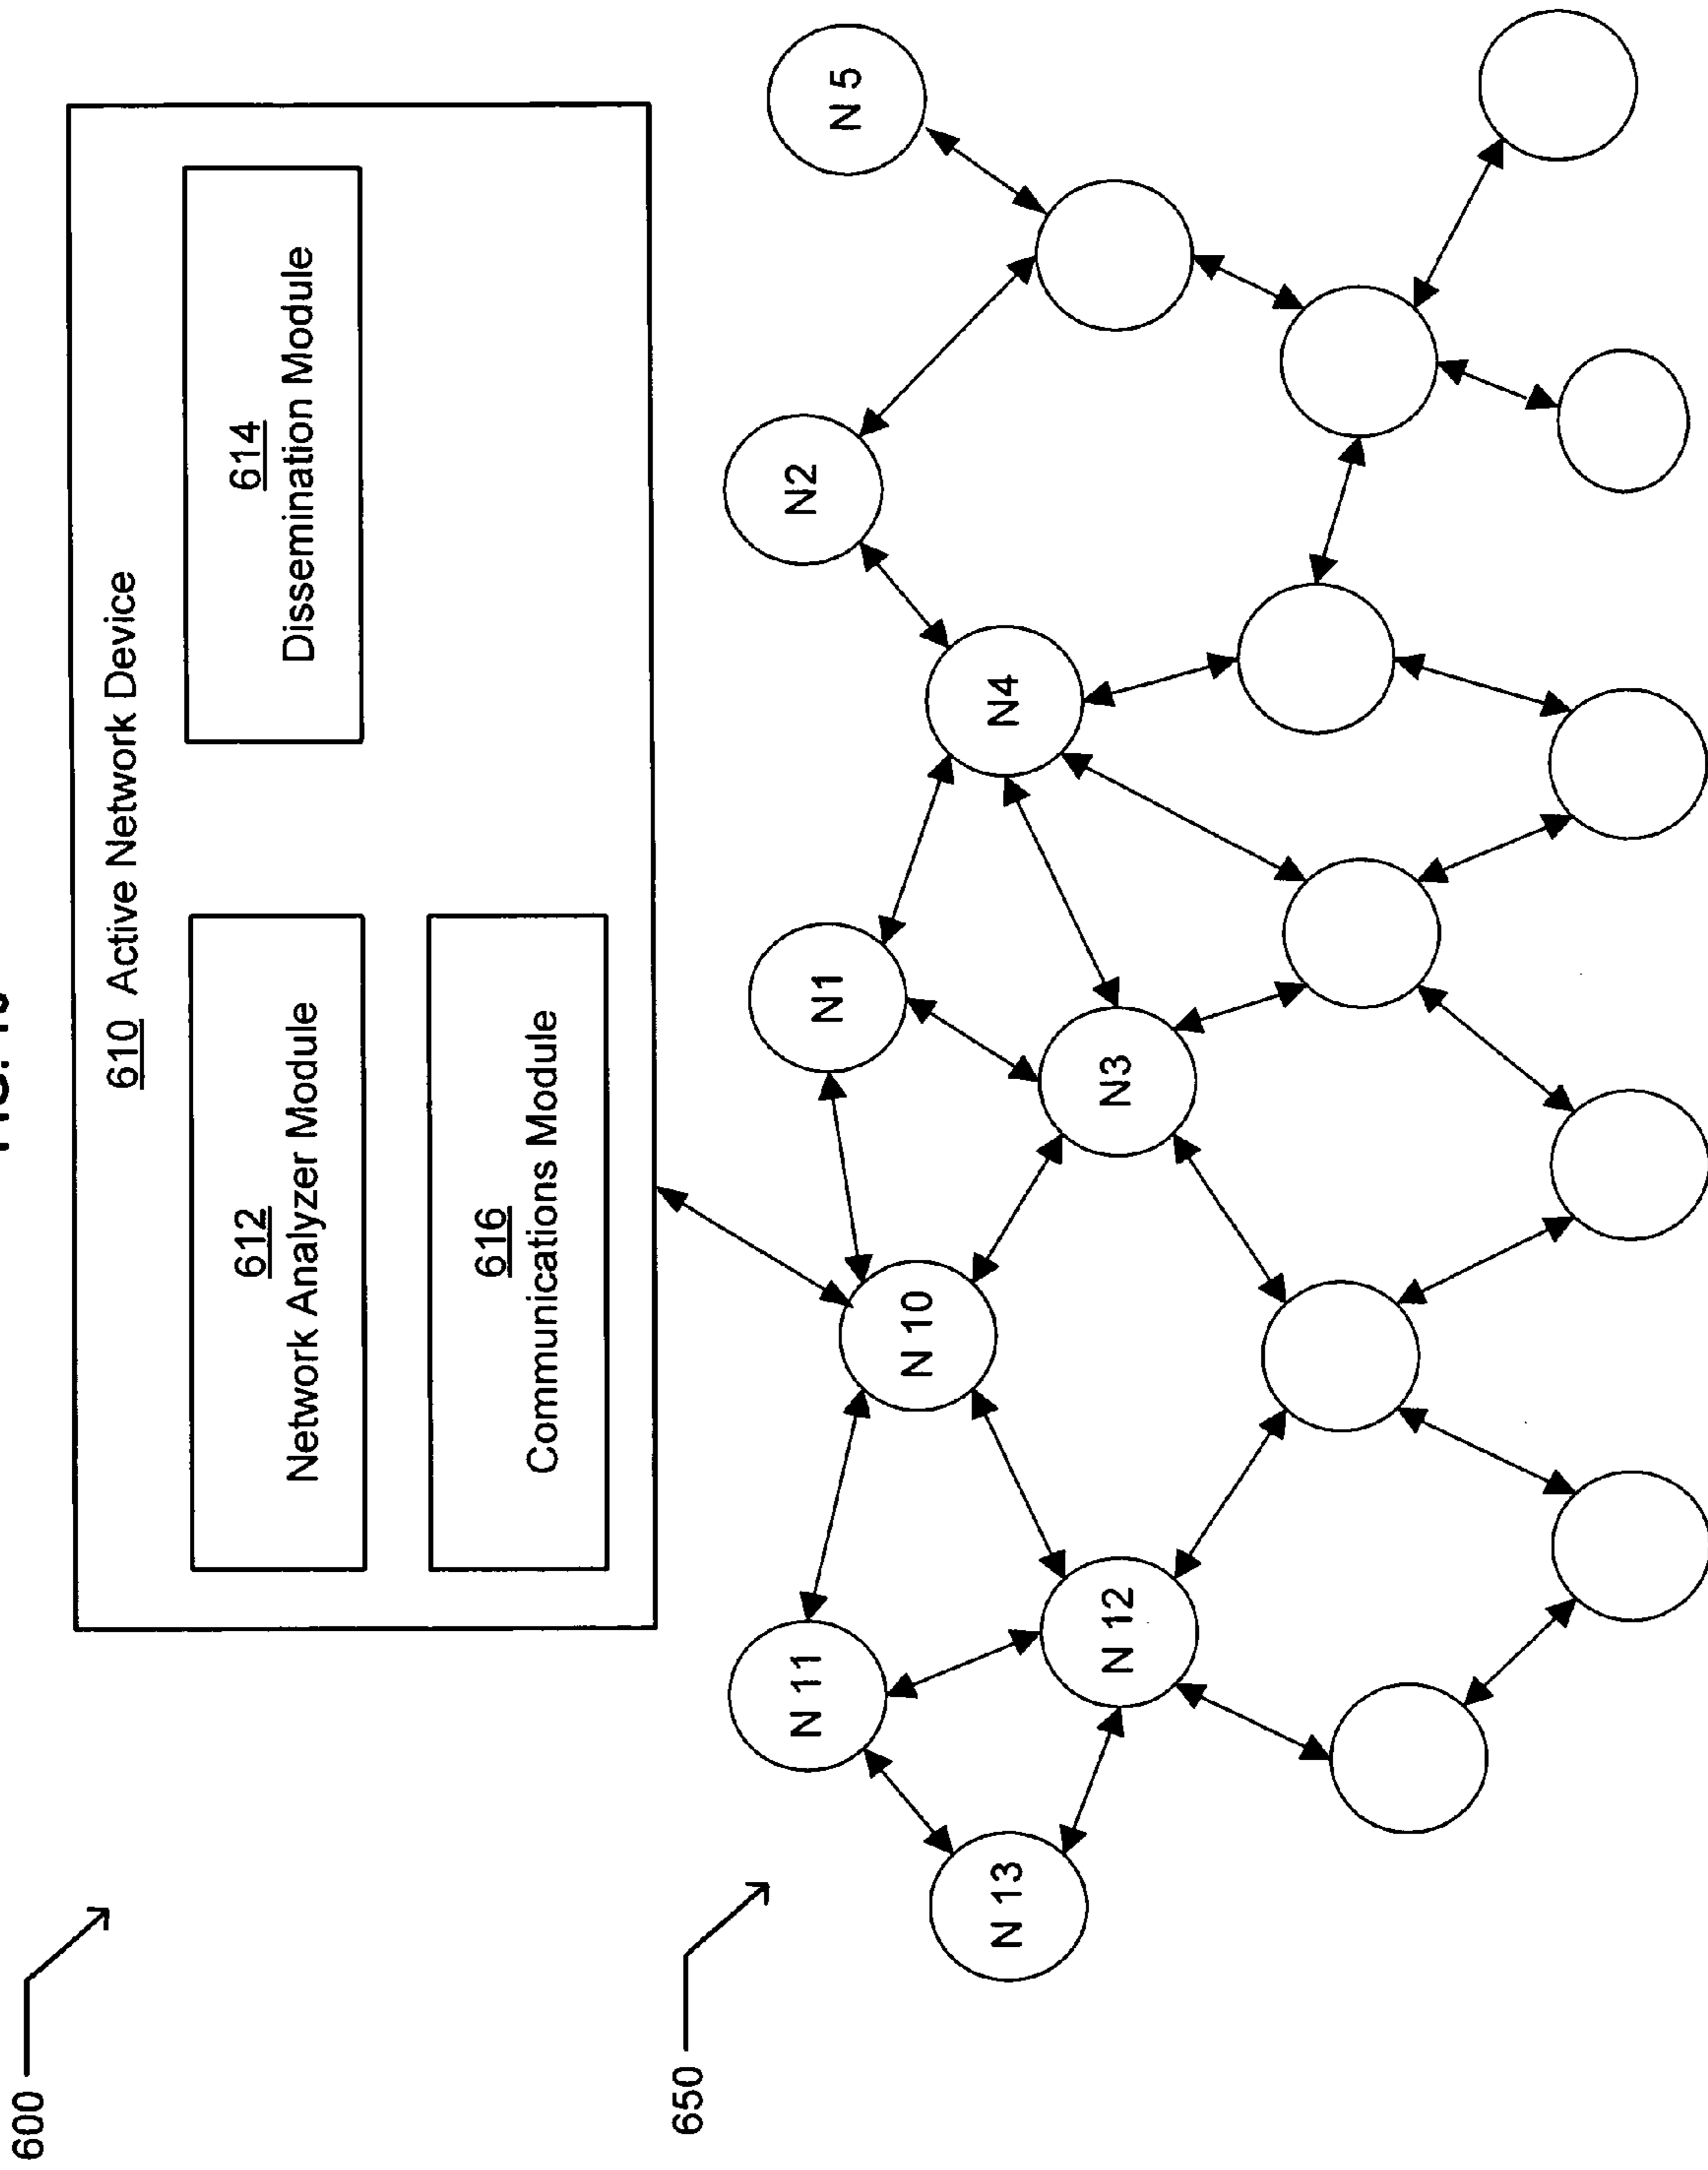 600
610 Active Network Device
612
Network Analyzer Module
614
Dissemination Module
616
Communications Module
650
N 13
N 11
N 12
N 10
N1
N3
N4
N2
N 5